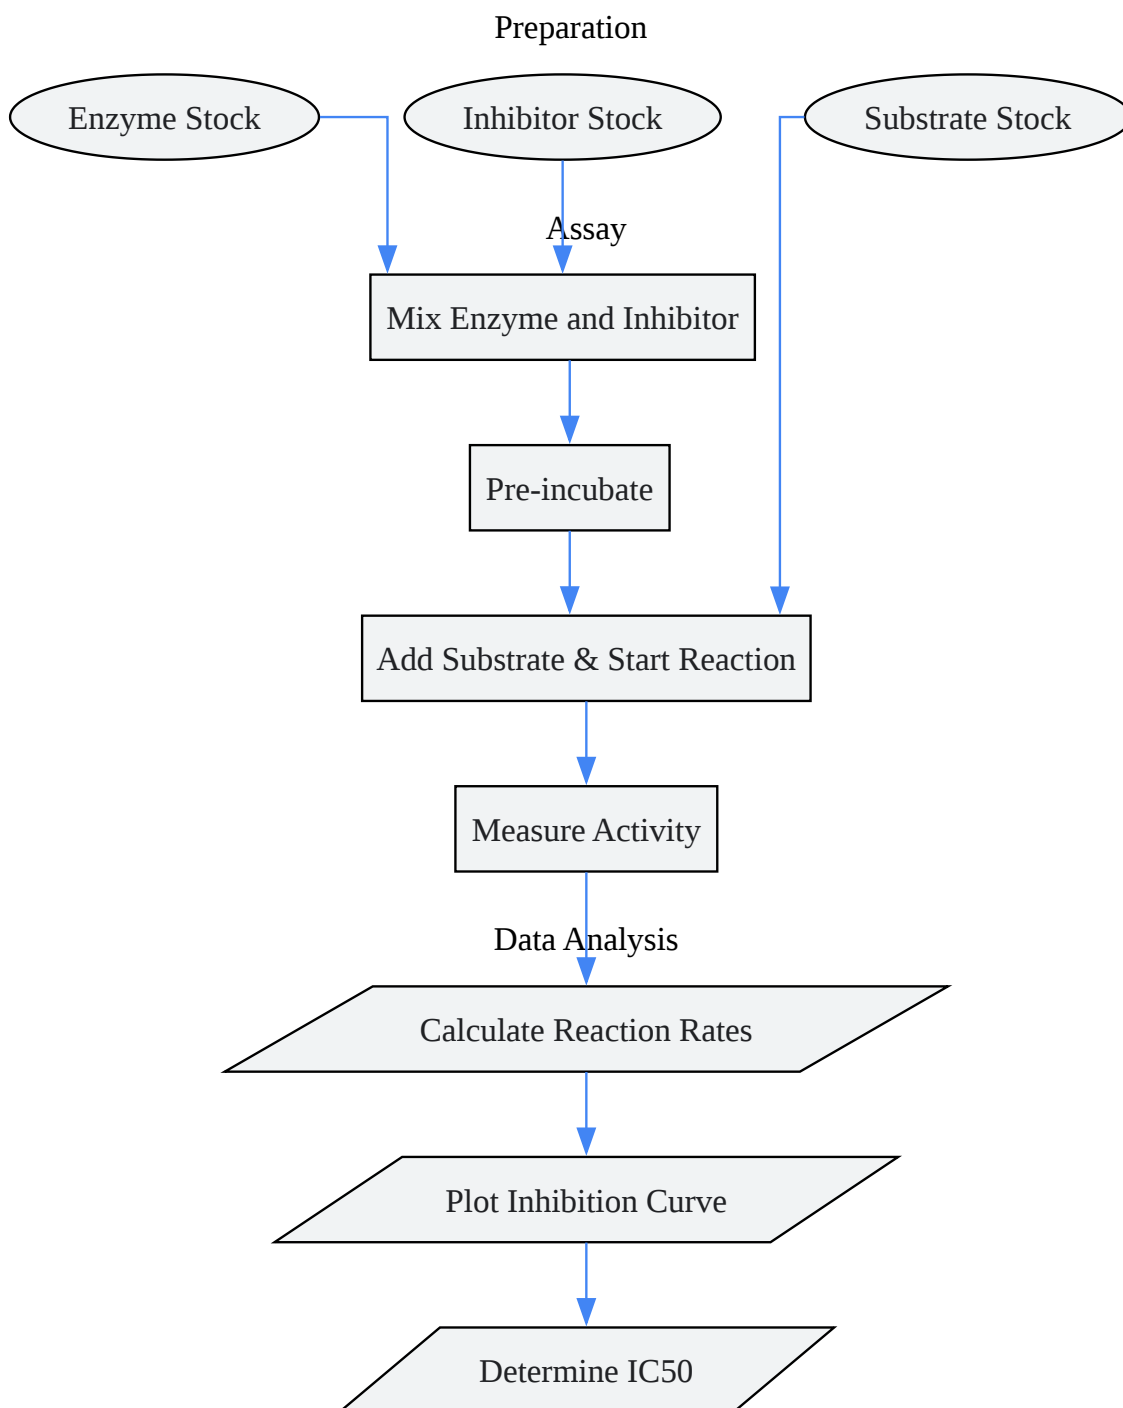 Preparation
Enzyme Stock
Inhibitor Stock
Substrate Stock
Assay
Mix Enzyme and Inhibitor
Pre-incubate
Add Substrate & Start Reaction
Measure Activity
Data Analysis
Calculate Reaction Rates
Plot Inhibition Curve
Determine IC50